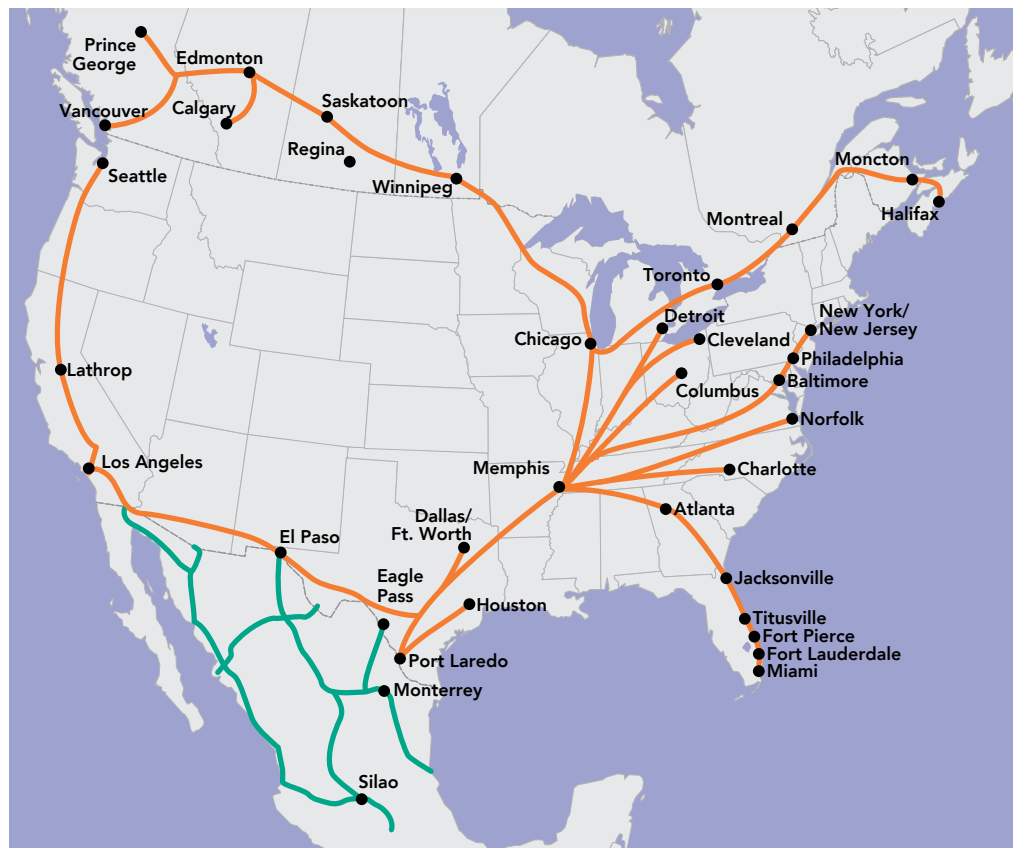 Prince
George
Edmonton
Vancouver
Calgary
Saskatoon
Regina
Winnipeg
Seattle
Moncton
Halifax
Montreal
Toronto
Detroit
New York/
New Jersey
Chicago
Cleveland
Philadelphia
Lathrop
Columbus
Baltimore
Norfolk
Los Angeles
Memphis
Charlotte
Dallas/
Ft. Worth
Atlanta
El Paso
Eagle
Pass
Jacksonville
Houston
Titusville
Fort Pierce
Fort Lauderdale
Port Laredo
Miami
Monterrey
Silao